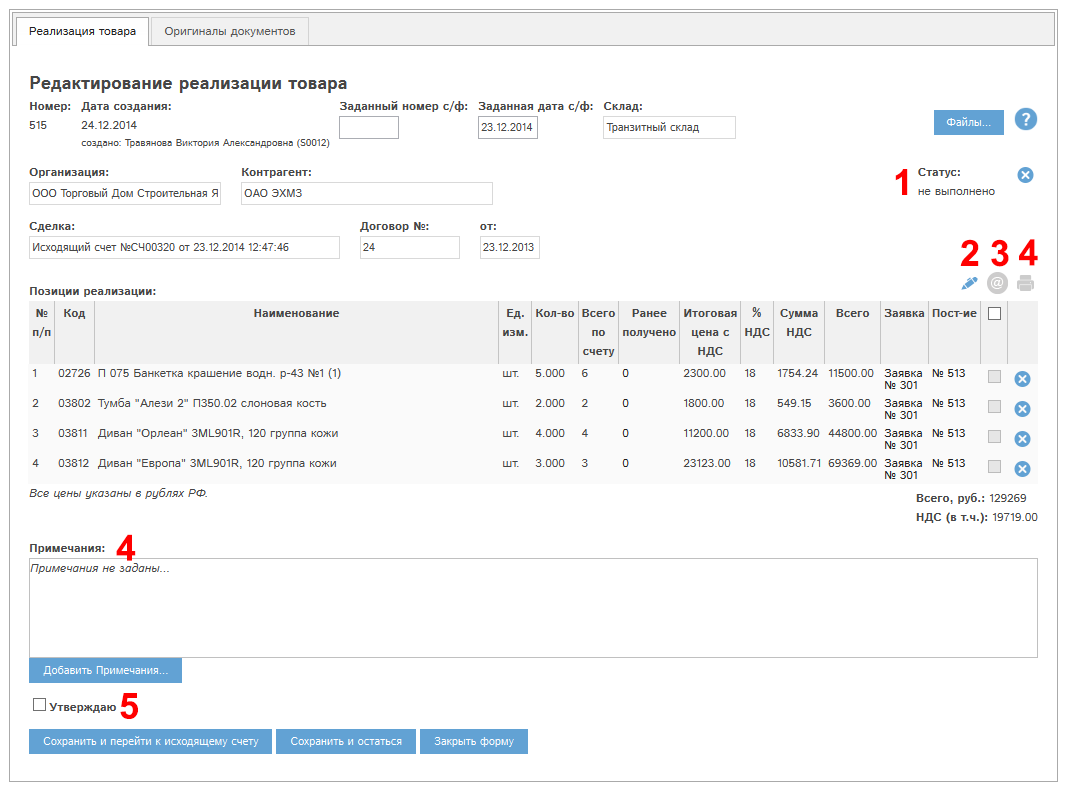 Реализация товара Оригиналы документов
Редактирование реализации товара
Номер: Дата создания: Заданный номер с/ф: Заданная дата с/ф: Склад:
515 24.12.2014 23.12.2014 Транзитный склад Файлы... ?
создано: Травянова Виктория Александровна (S0012)
Организация: Контрагент: 1 Статус:
ООО Торговый Дом Строительная Я ОАО ЭХМЗ не выполнено
Сделка: Договор №: от:
Исходящий счет №СЧ00320 от 23.12.2014 12:47:46 24 23.12.2013
2 3 4
@
Позиции реализации:
№ п/п Код Наименование Ед. изм. Кол-во Всего по счету Ранее получено Итоговая цена с НДС % НДС Сумма НДС Всего Заявка Пост-ие
1 02726 П 075 Банкетка крашение водн. р-43 №1 (1) шт. 5.000 6 0 2300.00 18 1754.24 11500.00 Заявка № 301 № 513
2 03802 Тумба "Алези 2" П350.02 слоновая кость шт. 2.000 2 0 1800.00 18 549.15 3600.00 Заявка № 301 № 513
3 03811 Диван "Орлеан" 3ML901R, 120 группа кожи шт. 4.000 4 0 11200.00 18 6833.90 44800.00 Заявка № 301 № 513
4 03812 Диван "Европа" 3ML901R, 120 группа кожи шт. 3.000 3 0 23123.00 18 10581.71 69369.00 Заявка № 301 № 513
Все цены указаны в рублях РФ.
Всего, руб.: 129269
НДС (в т.ч.): 19719.00
Примечания: 4
Примечания не заданы...
Добавить Примечания...
Утверждаю 5
Сохранить и перейти к исходящему счету Сохранить и остаться Закрыть форму